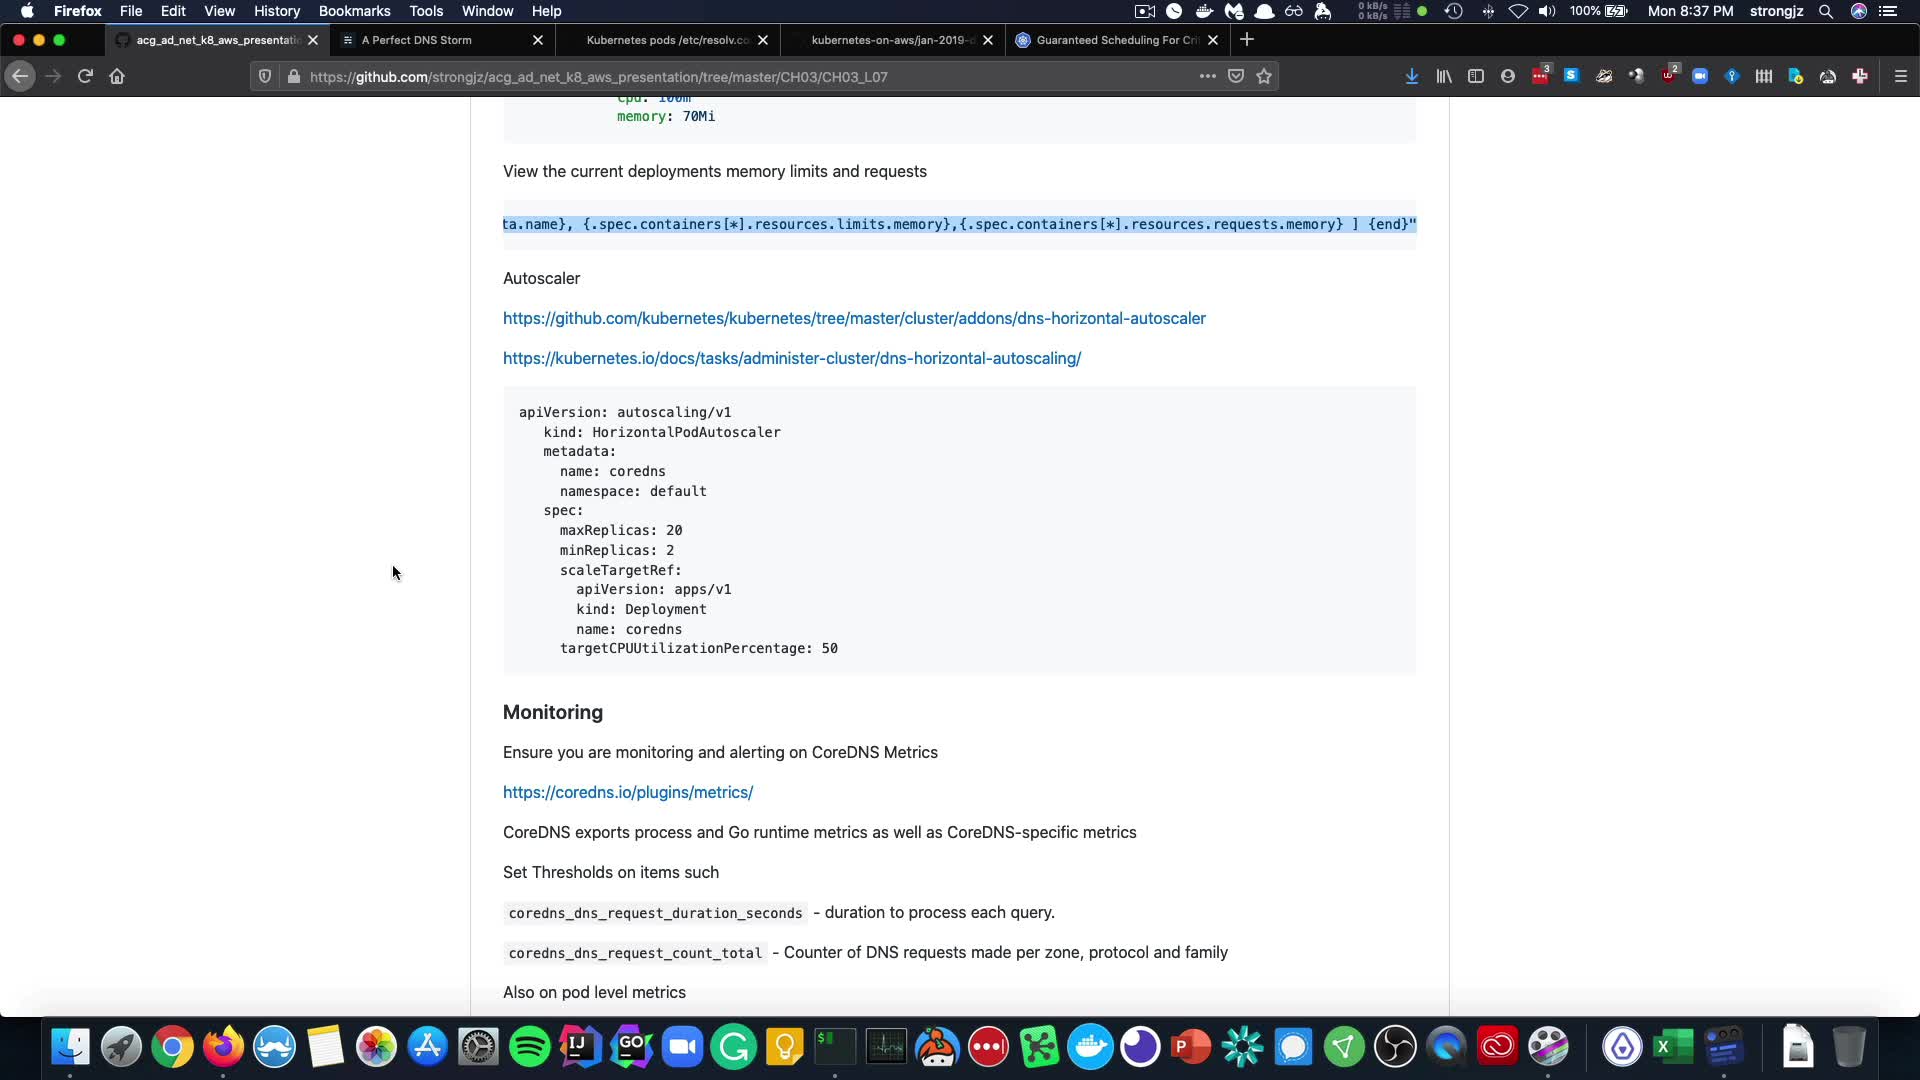 Firefox File Edit View History Bookmarks Tools Window Help 0 kB/s 0 kB/s 100% Mon 8:37 PM strongjz
acg_ad_net_k8_aws_presentatio A Perfect DNS Storm Kubernetes pods /etc/resolv.co kubernetes-on-aws/jan-2019-d Guaranteed Scheduling For Cri
https://github.com/strongjz/acg_ad_net_k8_aws_presentation/tree/master/CH03/CH03_L07
cpu: 100m
memory: 70Mi
View the current deployments memory limits and requests
ta.name}, {.spec.containers[*].resources.limits.memory},{.spec.containers[*].resources.requests.memory} ] {end}"
Autoscaler
https://github.com/kubernetes/kubernetes/tree/master/cluster/addons/dns-horizontal-autoscaler
https://kubernetes.io/docs/tasks/administer-cluster/dns-horizontal-autoscaling/
apiVersion: autoscaling/v1
kind: HorizontalPodAutoscaler
metadata:
name: coredns
namespace: default
spec:
maxReplicas: 20
minReplicas: 2
scaleTargetRef:
apiVersion: apps/v1
kind: Deployment
name: coredns
targetCPUUtilizationPercentage: 50
Monitoring
Ensure you are monitoring and alerting on CoreDNS Metrics
https://coredns.io/plugins/metrics/
CoreDNS exports process and Go runtime metrics as well as CoreDNS-specific metrics
Set Thresholds on items such
coredns_dns_request_duration_seconds - duration to process each query.
coredns_dns_request_count_total - Counter of DNS requests made per zone, protocol and family
Also on pod level metrics